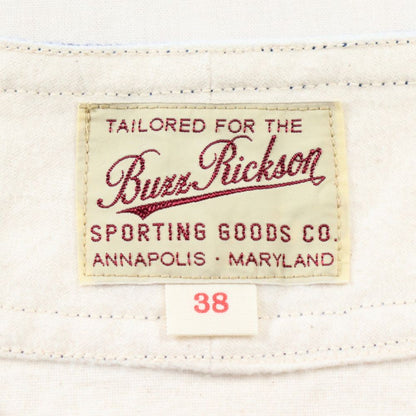 TAILORED FOR THE
Buzz Rickson
SPORTING GOODS CO.
ANNAPOLIS · MARYLAND
38